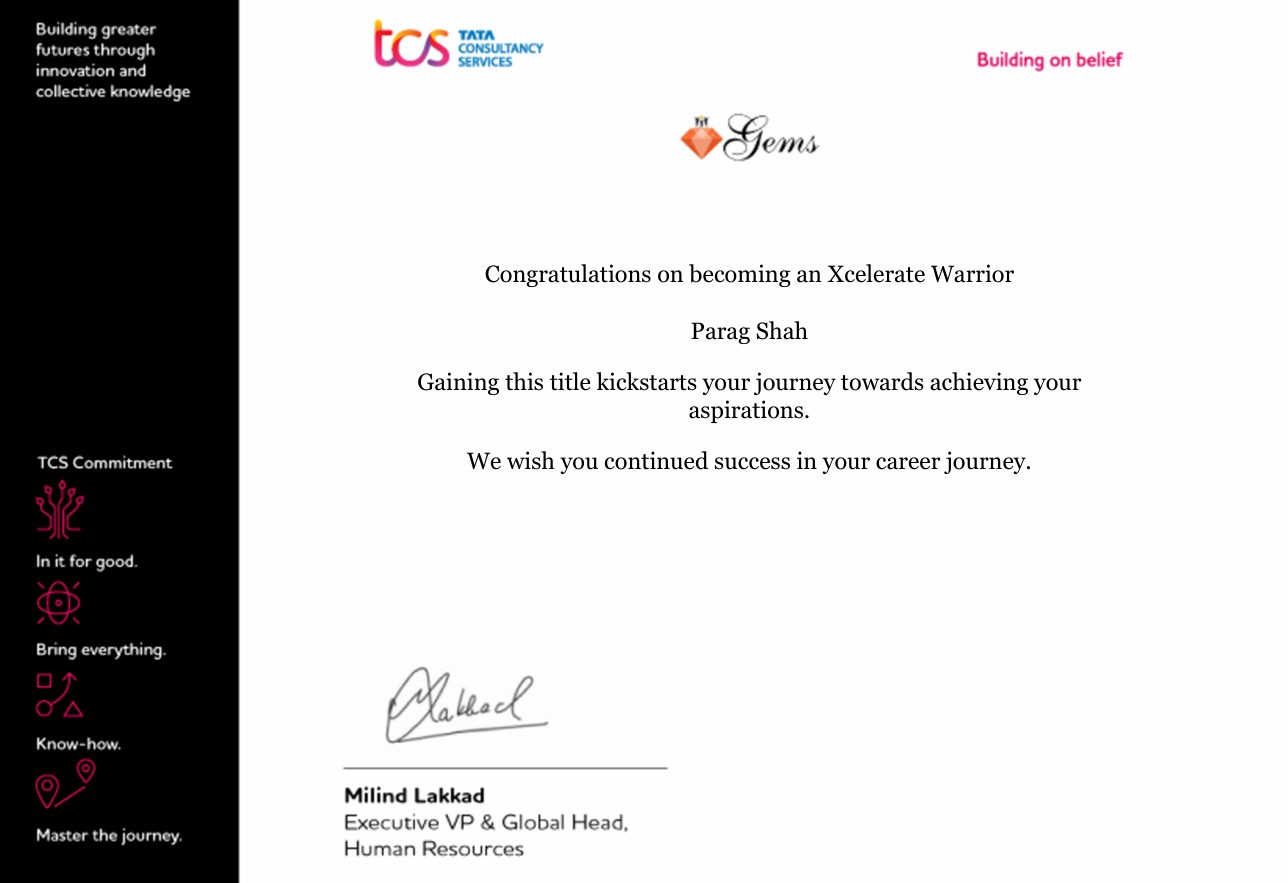 Building greater
futures through
innovation and
collective knowledge
tcs TATA
CONSULTANCY
SERVICES
Building on belief
Gems
Congratulations on becoming an Xcelerate Warrior
Parag Shah
Gaining this title kickstarts your journey towards achieving your
aspirations.
We wish you continued success in your career journey.
TCS Commitment
In it for good.
Bring everything.
Know-how.
Master the journey.
Lakkad
Milind Lakkad
Executive VP & Global Head,
Human Resources